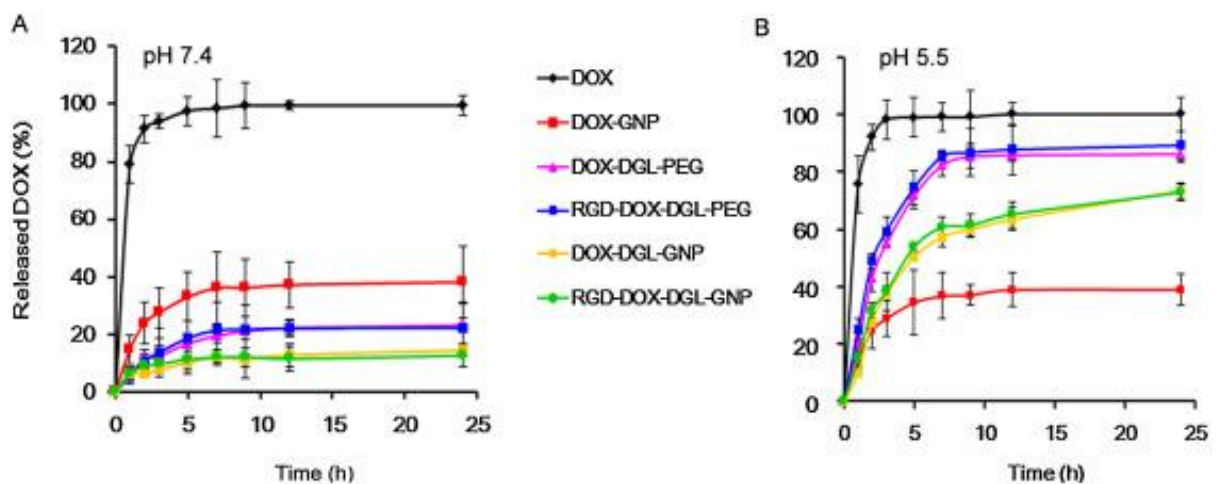 A
pH 7.4
120
100
80
60
40
20
0
Released DOX (%)
0 5 10 15 20 25
Time (h)
DOX
DOX-GNP
DOX-DGL-PEG
RGD-DOX-DGL-PEG
DOX-DGL-GNP
RGD-DOX-DGL-GNP
B
pH 5.5
120
100
80
60
40
20
0
0 5 10 15 20 25
Time (h)